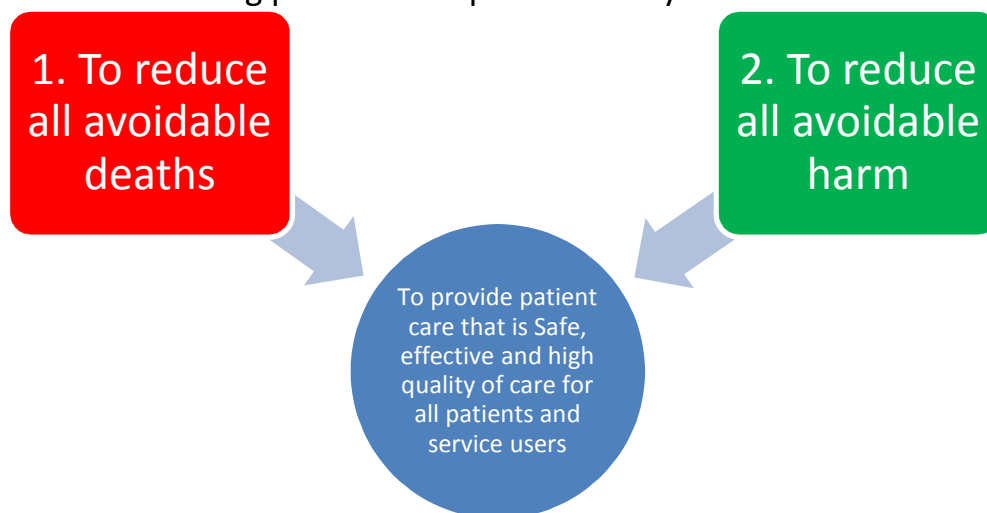 1. To reduce
all avoidable
deaths
2. To reduce
all avoidable
harm
To provide patient
care that is Safe,
effective and high
quality of care for
all patients and
service users